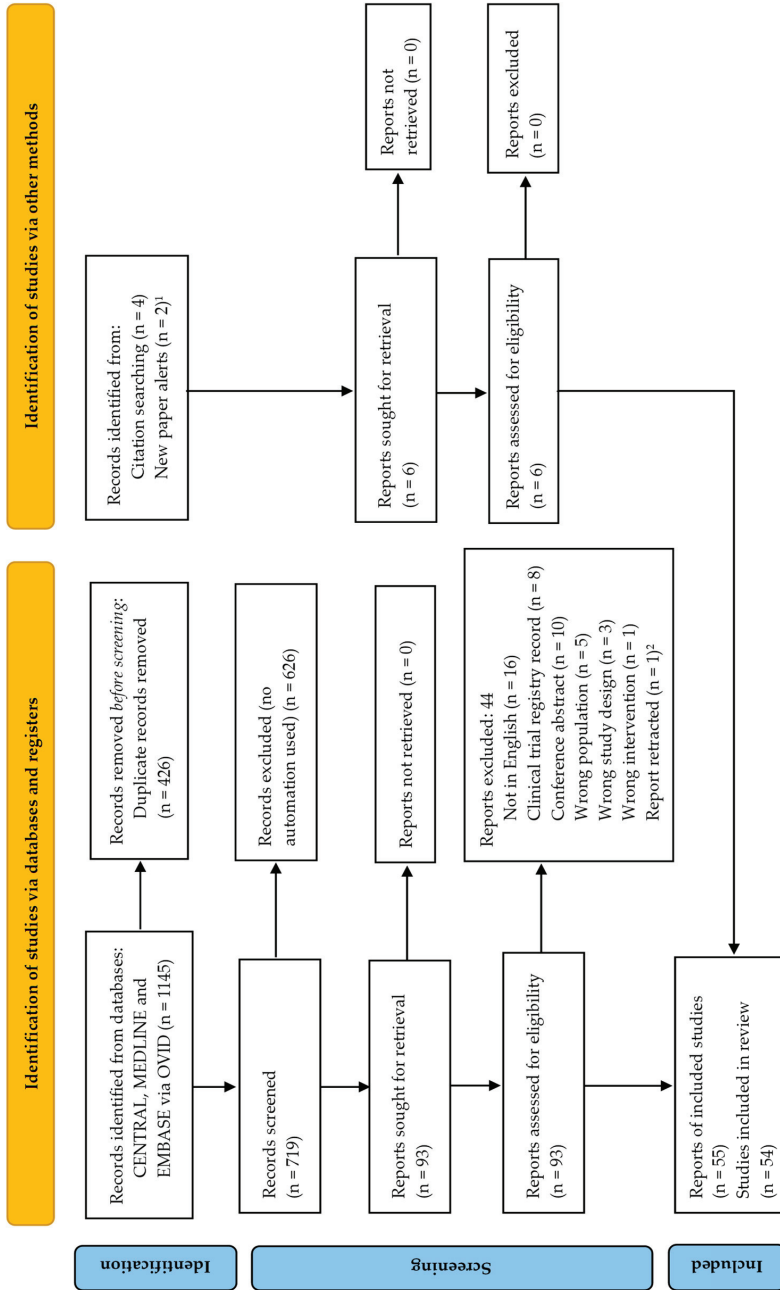 Identification of studies via databases and registers
Identification of studies via other methods
Identification
Records identified from databases:
CENTRAL, MEDLINE and
EMBASE via OVID (n = 1145)
Records removed before screening:
Duplicate records removed
(n = 426)
Records identified from:
Citation searching (n = 4)
New paper alerts (n = 2)¹
Screening
Records screened
(n = 719)
Records excluded (no
automation used) (n = 626)
Reports sought for retrieval
(n = 93)
Reports not retrieved (n = 0)
Reports sought for retrieval
(n = 6)
Reports not
retrieved (n = 0)
Reports assessed for eligibility
(n = 93)
Reports excluded: 44
Not in English (n = 16)
Clinical trial registry record (n = 8)
Conference abstract (n = 10)
Wrong population (n = 5)
Wrong study design (n = 3)
Wrong intervention (n = 1)
Report retracted (n = 1)²
Reports assessed for eligibility
(n = 6)
Reports excluded
(n = 0)
Included
Reports of included studies
(n = 55)
Studies included in review
(n = 54)